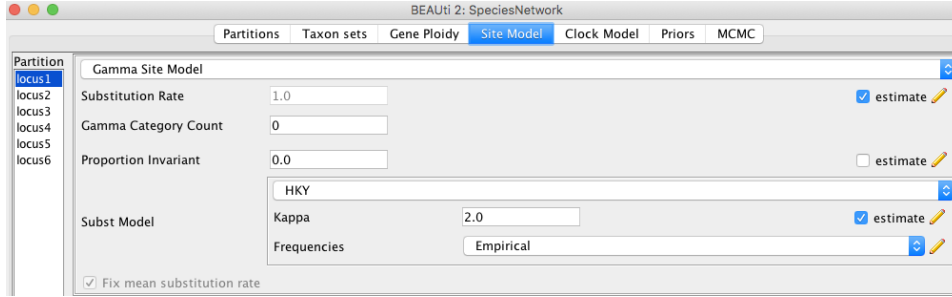 BEAUti 2: SpeciesNetwork
Partitions Taxon sets Gene Ploidy Site Model Clock Model Priors MCMC
Partition
locus1
locus2
locus3
locus4
locus5
locus6
Gamma Site Model
Substitution Rate 1.0 estimate
Gamma Category Count 0
Proportion Invariant 0.0 estimate
Subst Model
HKY
Kappa 2.0 estimate
Frequencies Empirical
Fix mean substitution rate